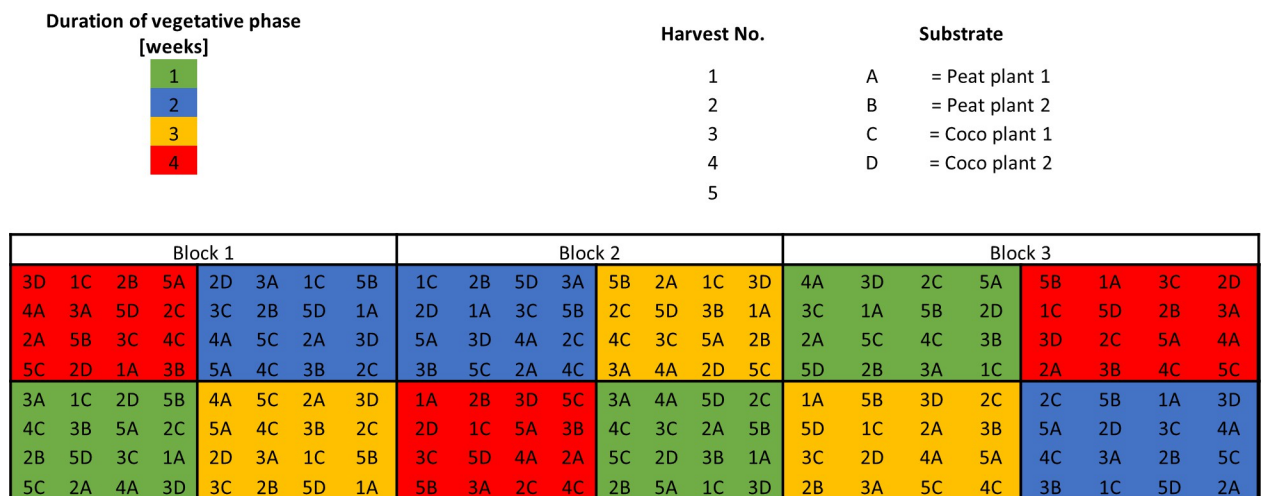 Duration of vegetative phase
[weeks]
1
2
3
4
Harvest No.
1
2
3
4
5
Substrate
A = Peat plant 1
B = Peat plant 2
C = Coco plant 1
D = Coco plant 2
Block 1 Block 2 Block 3
3D 1C 2B 5A 2D 3A 1C 5B 1C 2B 5D 3A 5B 2A 1C 3D 4A 3D 2C 5A 5B 1A 3C 2D
4A 3A 5D 2C 3C 2B 5D 1A 2D 1A 3C 5B 2C 5D 3B 1A 3C 1A 5B 2D 1C 5D 2B 3A
2A 5B 3C 4C 4A 5C 2A 3D 5A 3D 4A 2C 4C 3C 5A 2B 2A 5C 4C 3B 3D 2C 5A 4A
5C 2D 1A 3B 5A 4C 3B 2C 3B 5C 2A 4C 3A 4A 2D 5C 5D 2B 3A 1C 2A 3B 4C 5C
3A 1C 2D 5B 4A 5C 2A 3D 1A 2B 3D 5C 3A 4A 5D 2C 1A 5B 3D 2C 2C 5B 1A 3D
4C 3B 5A 2C 5A 4C 3B 2C 2D 1C 5A 3B 4C 3C 2A 5B 5D 1C 2A 3B 5A 2D 3C 4A
2B 5D 3C 1A 2D 3A 1C 5B 3C 5D 4A 2A 5C 2D 3B 1A 3C 2D 4A 5A 4C 3A 2B 5C
5C 2A 4A 3D 3C 2B 5D 1A 5B 3A 2C 4C 2B 5A 1C 3D 2B 3A 5C 4C 3B 1C 5D 2A